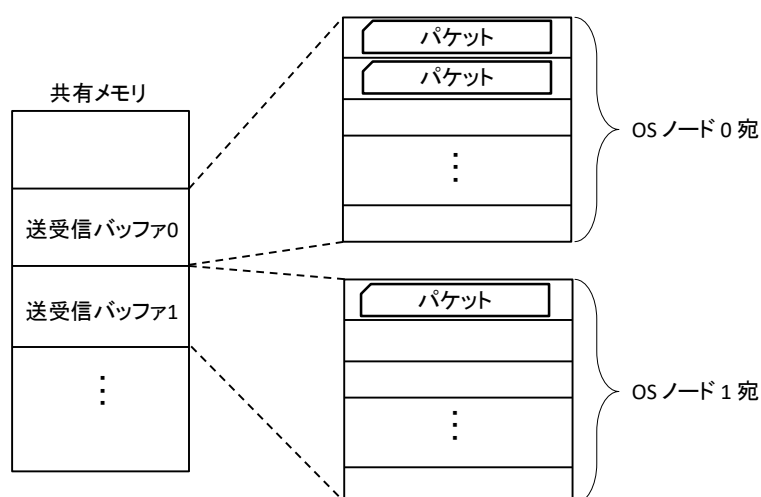 パケット
パケット
共有メモリ
OS ノード 0 宛
⋮
送受信バッファ0
パケット
送受信バッファ1
OS ノード 1 宛
⋮
⋮